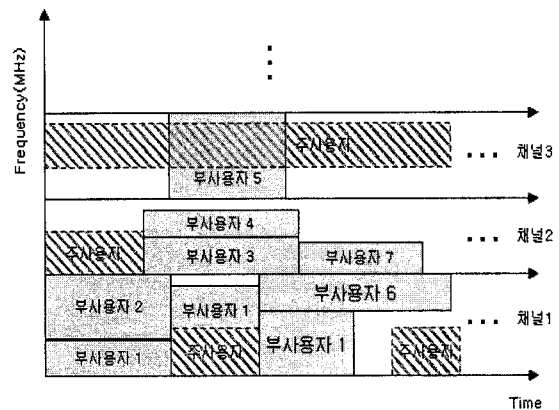 Frequency(MHz)
주사용자
부사용자 5
채널3
부사용자 4
주사용자
부사용자 3
부사용자 7
채널2
부사용자 2
부사용자 1
부사용자 6
채널1
부사용자 1
주사용자
부사용자 1
주사용자
Time